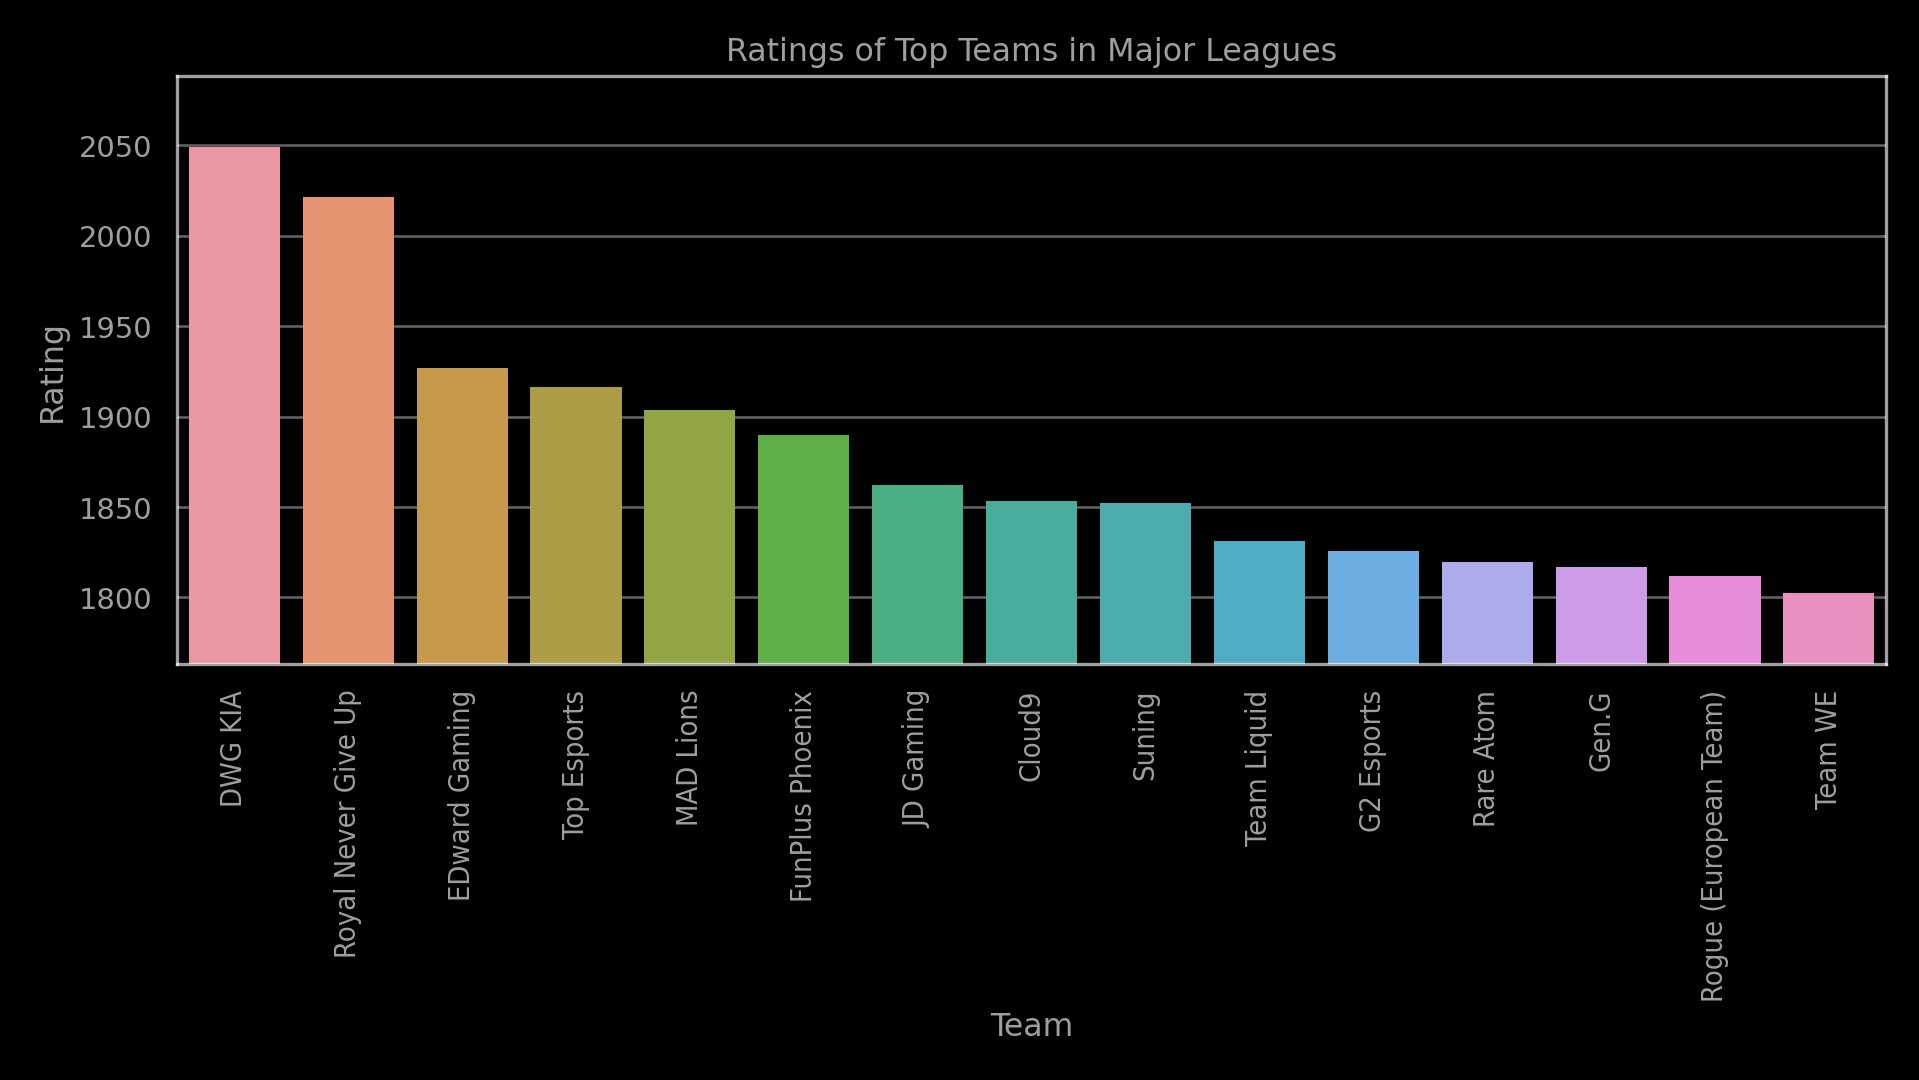 Ratings of Top Teams in Major Leagues
Rating
2050
2000
1950
1900
1850
1800
DWG KIA
Royal Never Give Up
EDward Gaming
Top Esports
MAD Lions
FunPlus Phoenix
JD Gaming
Cloud9
Suning
Team Liquid
G2 Esports
Rare Atom
Gen.G
Rogue (European Team)
Team WE
Team